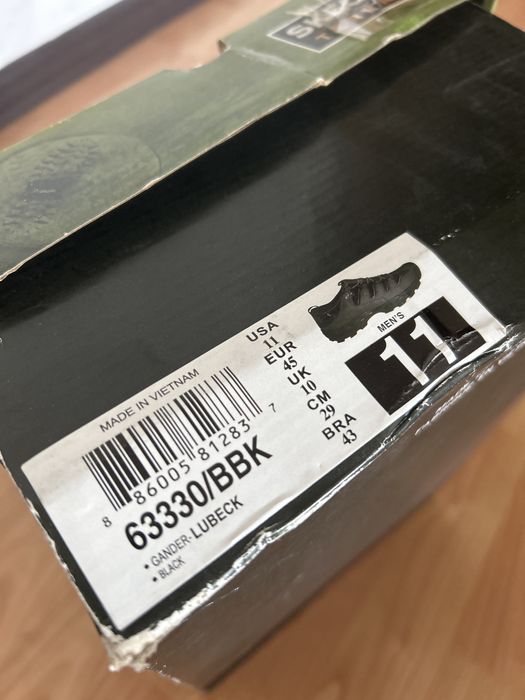 MADE IN VIETNAM
8 86005 81283 7
63330/BBK
• GANDER-LUBECK
• BLACK
USA
11
EUR
45
UK
10
CM
29
BRA
43
MEN'S
11